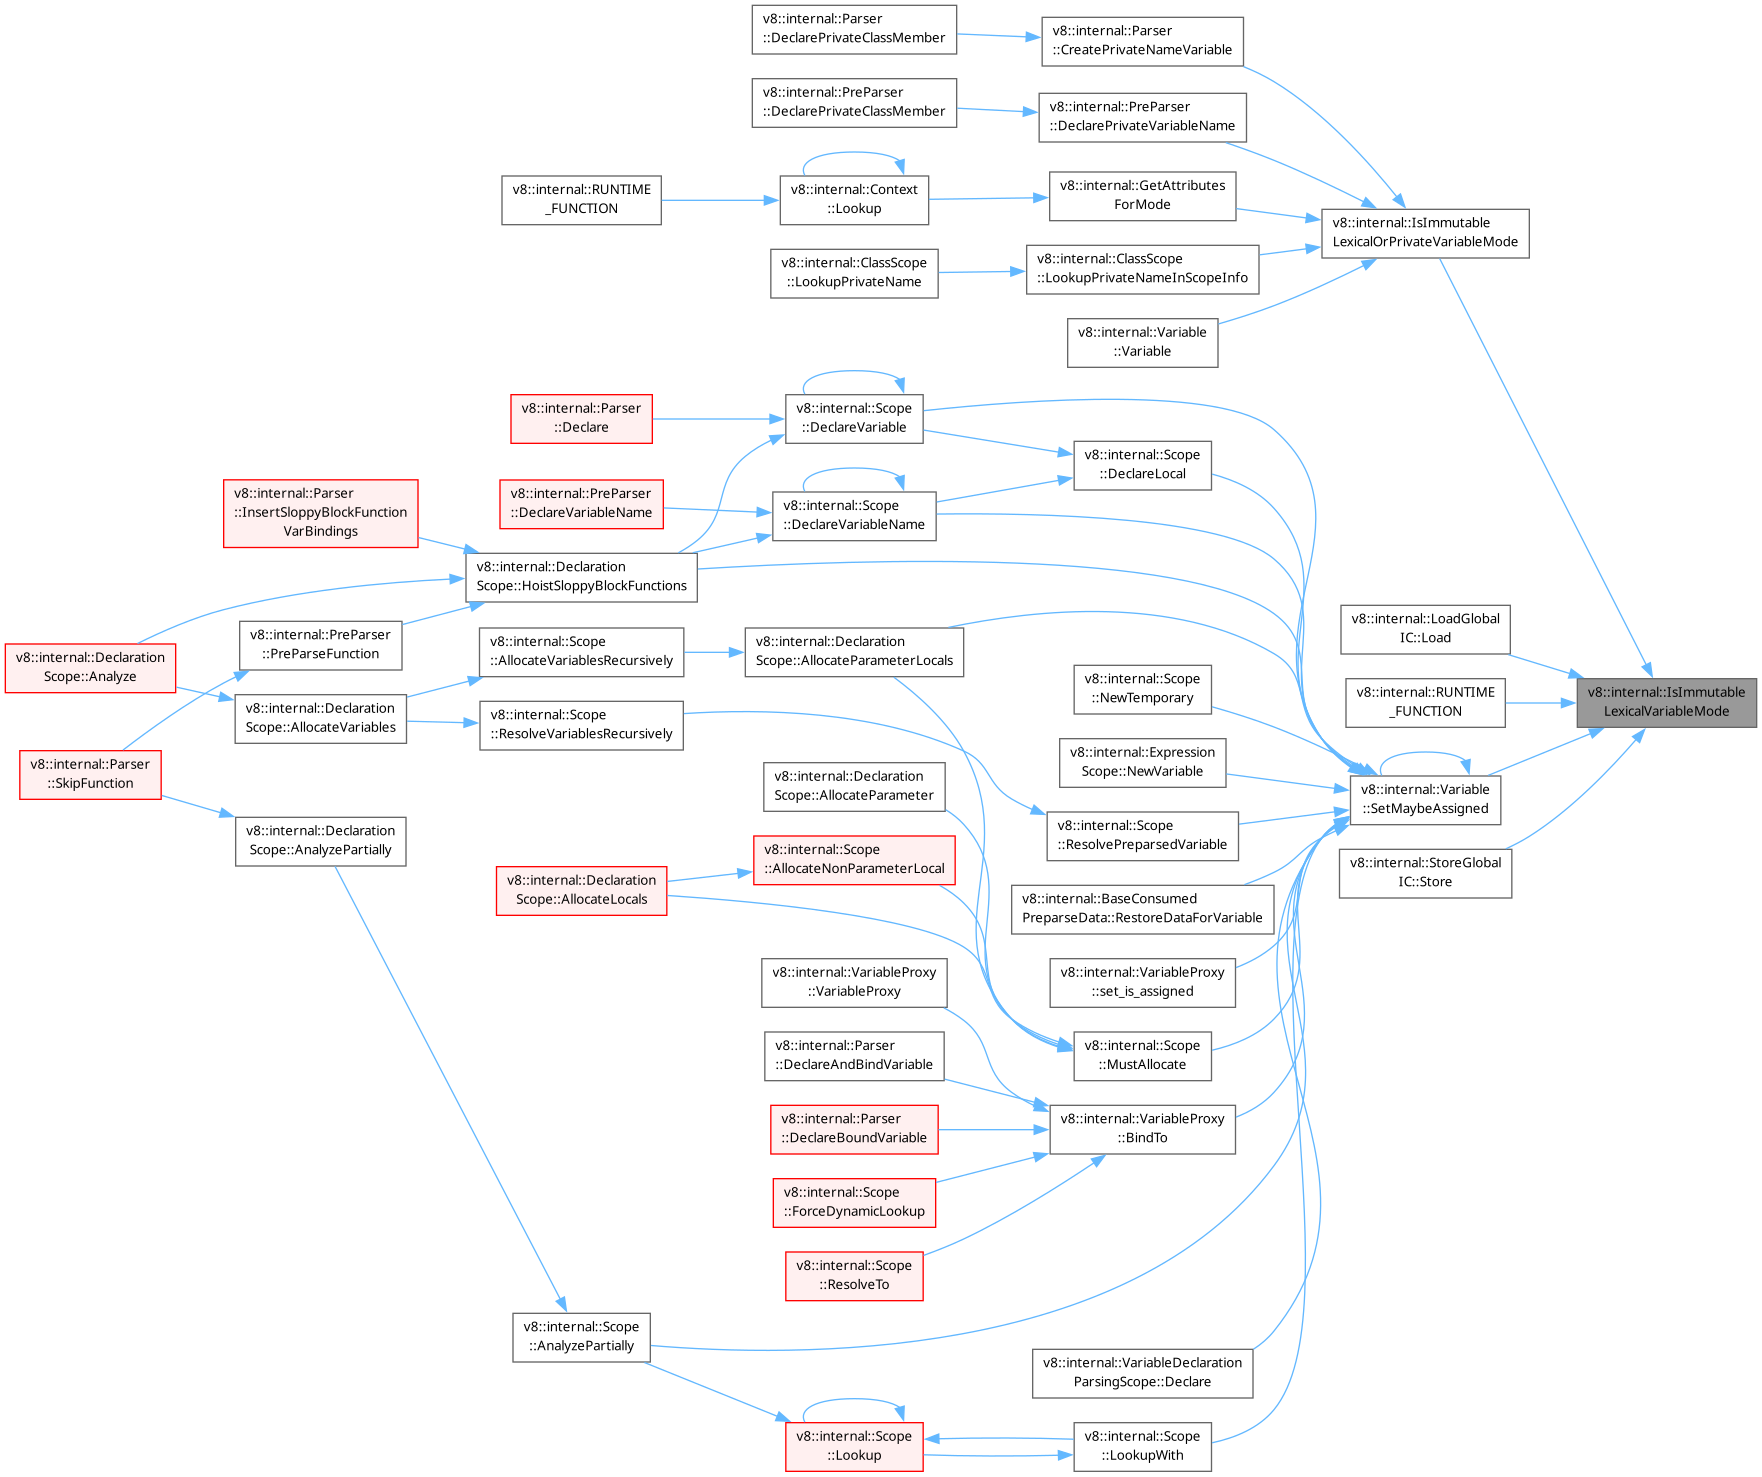 v8::internal::Parser
::DeclarePrivateClassMember
v8::internal::Parser
::CreatePrivateNameVariable
v8::internal::PreParser
::DeclarePrivateClassMember
v8::internal::PreParser
::DeclarePrivateVariableName
v8::internal::RUNTIME
_FUNCTION
v8::internal::Context
::Lookup
v8::internal::GetAttributes
ForMode
v8::internal::IsImmutable
LexicalOrPrivateVariableMode
v8::internal::ClassScope
::LookupPrivateName
v8::internal::ClassScope
::LookupPrivateNameInScopeInfo
v8::internal::Variable
::Variable
v8::internal::Parser
::Declare
v8::internal::Scope
::DeclareVariable
v8::internal::Scope
::DeclareLocal
v8::internal::Parser
::InsertSloppyBlockFunction
VarBindings
v8::internal::PreParser
::DeclareVariableName
v8::internal::Scope
::DeclareVariableName
v8::internal::Declaration
Scope::HoistSloppyBlockFunctions
v8::internal::Declaration
Scope::Analyze
v8::internal::PreParser
::PreParseFunction
v8::internal::Scope
::AllocateVariablesRecursively
v8::internal::Declaration
Scope::AllocateParameterLocals
v8::internal::LoadGlobal
IC::Load
v8::internal::Declaration
Scope::AllocateVariables
v8::internal::Scope
::ResolveVariablesRecursively
v8::internal::Scope
::NewTemporary
v8::internal::RUNTIME
_FUNCTION
v8::internal::IsImmutable
LexicalVariableMode
v8::internal::Parser
::SkipFunction
v8::internal::Declaration
Scope::AllocateParameter
v8::internal::Expression
Scope::NewVariable
v8::internal::Variable
::SetMaybeAssigned
v8::internal::Declaration
Scope::AnalyzePartially
v8::internal::Scope
::AllocateNonParameterLocal
v8::internal::Scope
::ResolvePreparsedVariable
v8::internal::StoreGlobal
IC::Store
v8::internal::Declaration
Scope::AllocateLocals
v8::internal::BaseConsumed
PreparseData::RestoreDataForVariable
v8::internal::VariableProxy
::VariableProxy
v8::internal::VariableProxy
::set_is_assigned
v8::internal::Parser
::DeclareAndBindVariable
v8::internal::Scope
::MustAllocate
v8::internal::Parser
::DeclareBoundVariable
v8::internal::VariableProxy
::BindTo
v8::internal::Scope
::ForceDynamicLookup
v8::internal::Scope
::ResolveTo
v8::internal::Scope
::AnalyzePartially
v8::internal::VariableDeclaration
ParsingScope::Declare
v8::internal::Scope
::Lookup
v8::internal::Scope
::LookupWith